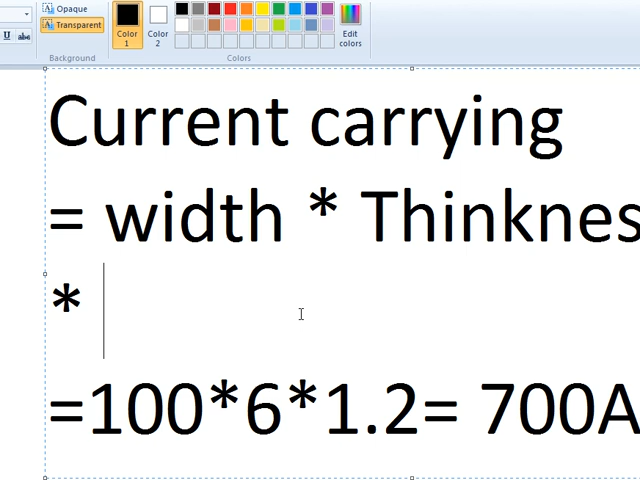 Opaque
Transparent
U abc
Background
Color 1
Color 2
Edit colors
Colors
Current carrying
= width * Thinknes
*
=100*6*1.2= 700A